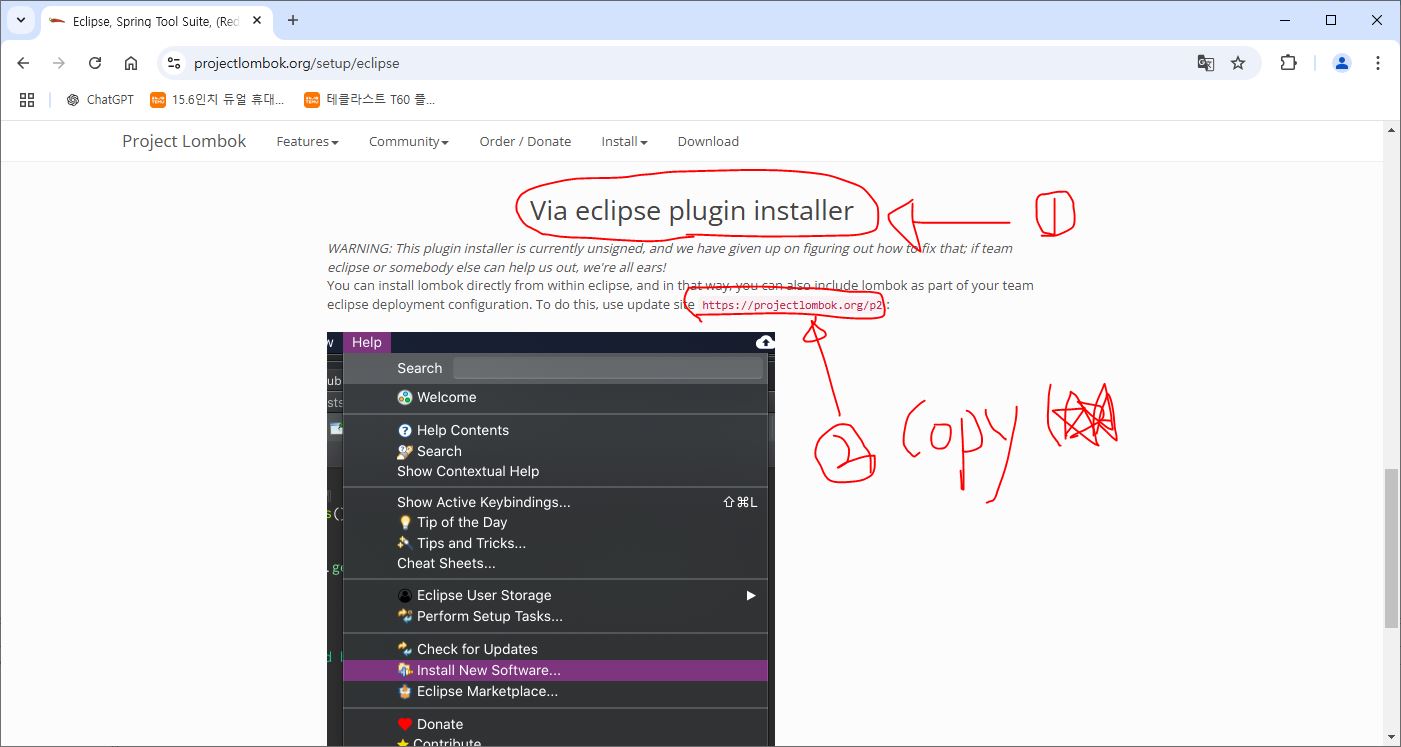 Eclipse, Spring Tool Suite, (Red
projectlombok.org/setup/eclipse
ChatGPT
15.6인치 듀얼 휴대...
테클라스트 T60 플...
Project Lombok Features Community Order / Donate Install Download
Via eclipse plugin installer
1
WARNING: This plugin installer is currently unsigned, and we have given up on figuring out how to fix that; if team
eclipse or somebody else can help us out, we're all ears!
You can install lombok directly from within eclipse, and in that way, you can also include lombok as part of your team
eclipse deployment configuration. To do this, use update site https://projectlombok.org/p2:
2 copy
w Help
Search
Welcome
Help Contents
Search
Show Contextual Help
Show Active Keybindings... ⇧⌘L
Tip of the Day
Tips and Tricks...
Cheat Sheets...
Eclipse User Storage
Perform Setup Tasks...
Check for Updates
Install New Software...
Eclipse Marketplace...
Donate
Contribute